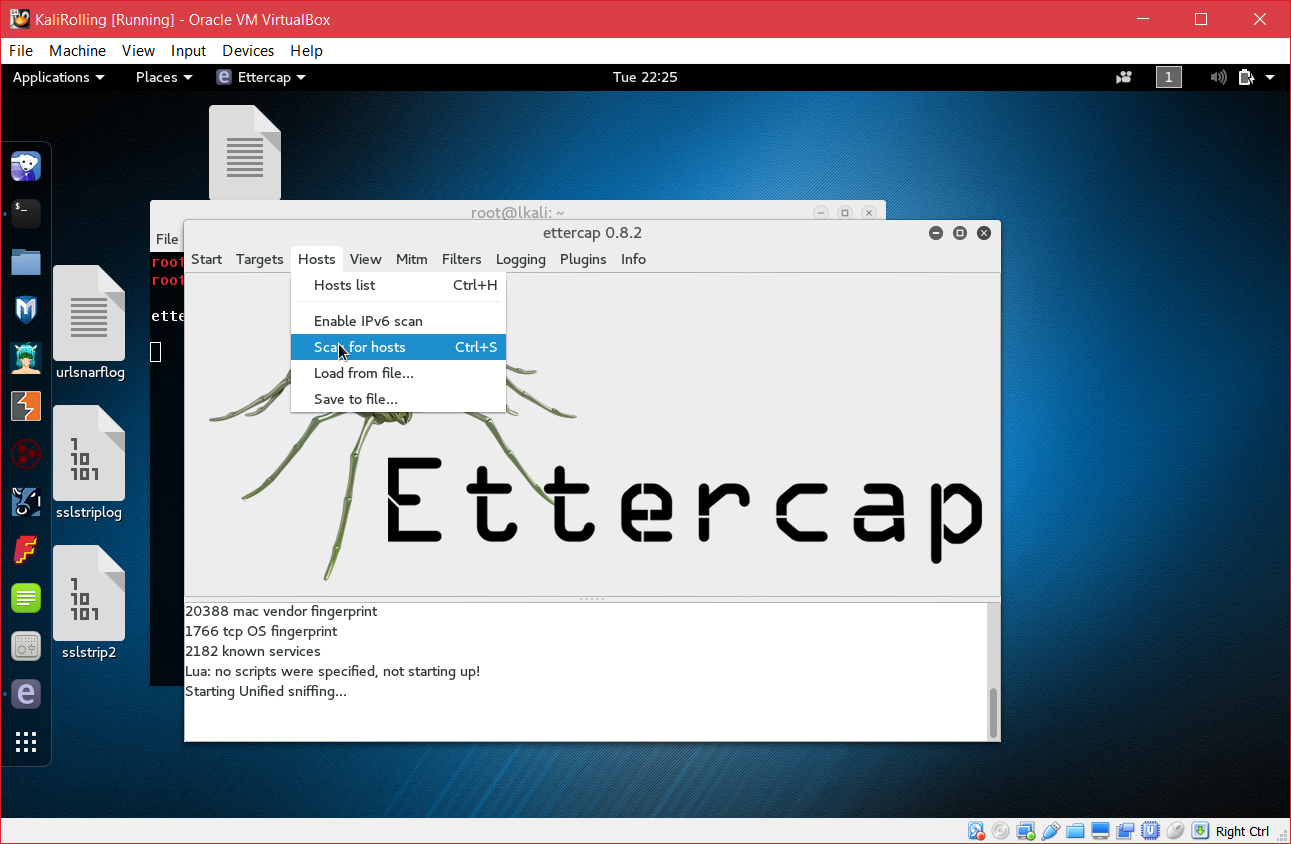 KaliRolling [Running] - Oracle VM VirtualBox
File Machine View Input Devices Help
Applications Places Ettercap Tue 22:25 1
root@lkali: ~
File
ettercap 0.8.2
Start Targets Hosts View Mitm Filters Logging Plugins Info
root
root
ette
Hosts list Ctrl+H
Enable IPv6 scan
Scan for hosts Ctrl+S
Load from file...
Save to file...
Ettercap
urlsnarflog
1
10
101
sslstriplog
1
10
101
sslstrip2
20388 mac vendor fingerprint
1766 tcp OS fingerprint
2182 known services
Lua: no scripts were specified, not starting up!
Starting Unified sniffing...
Right Ctrl